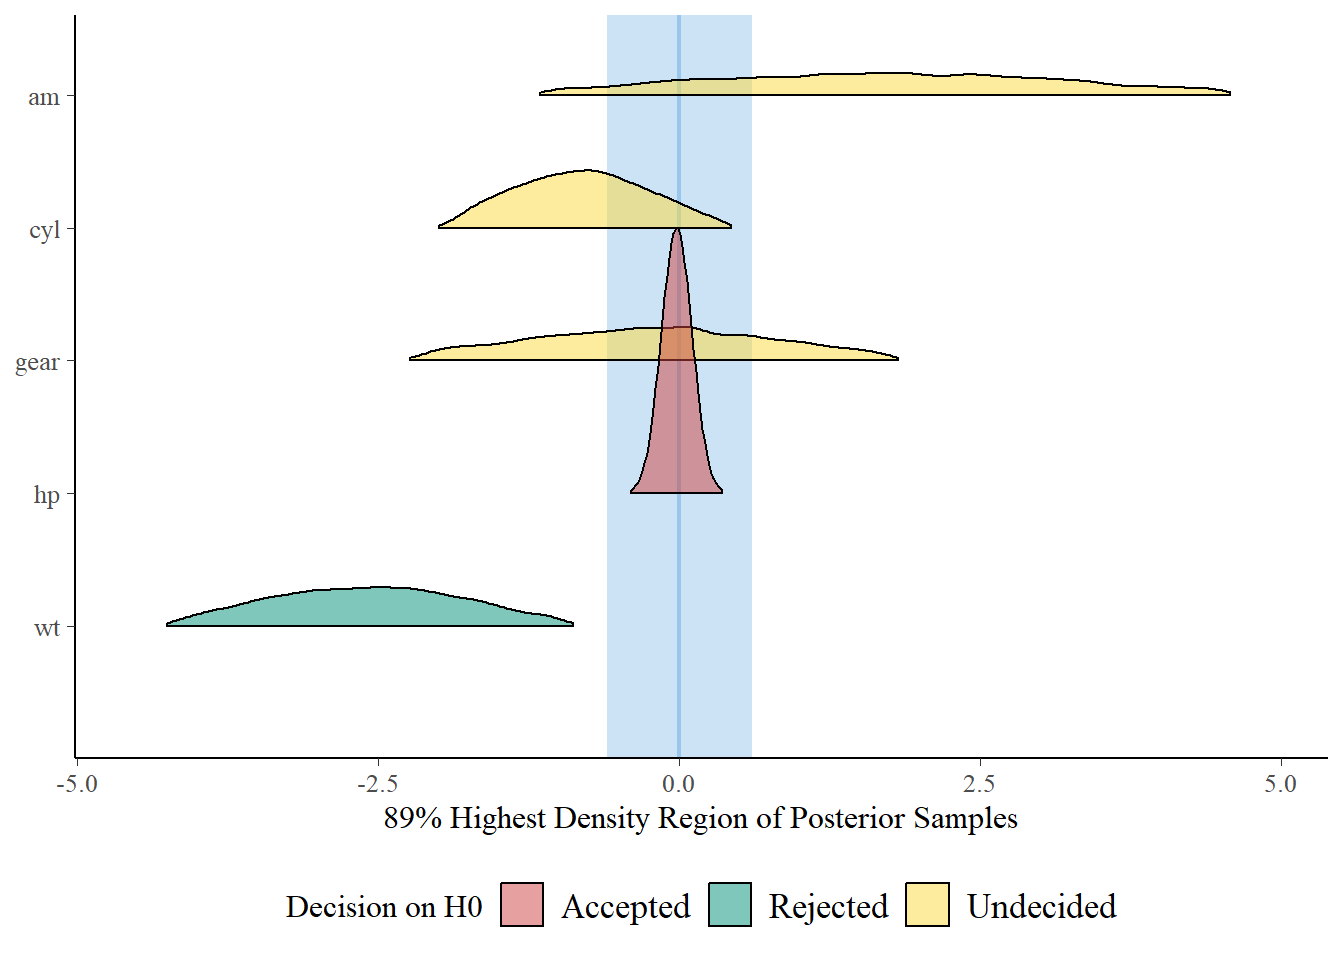 am
cyl
gear
hp
wt
-5.0 -2.5 0.0 2.5 5.0
89% Highest Density Region of Posterior Samples
Decision on H0 Accepted Rejected Undecided